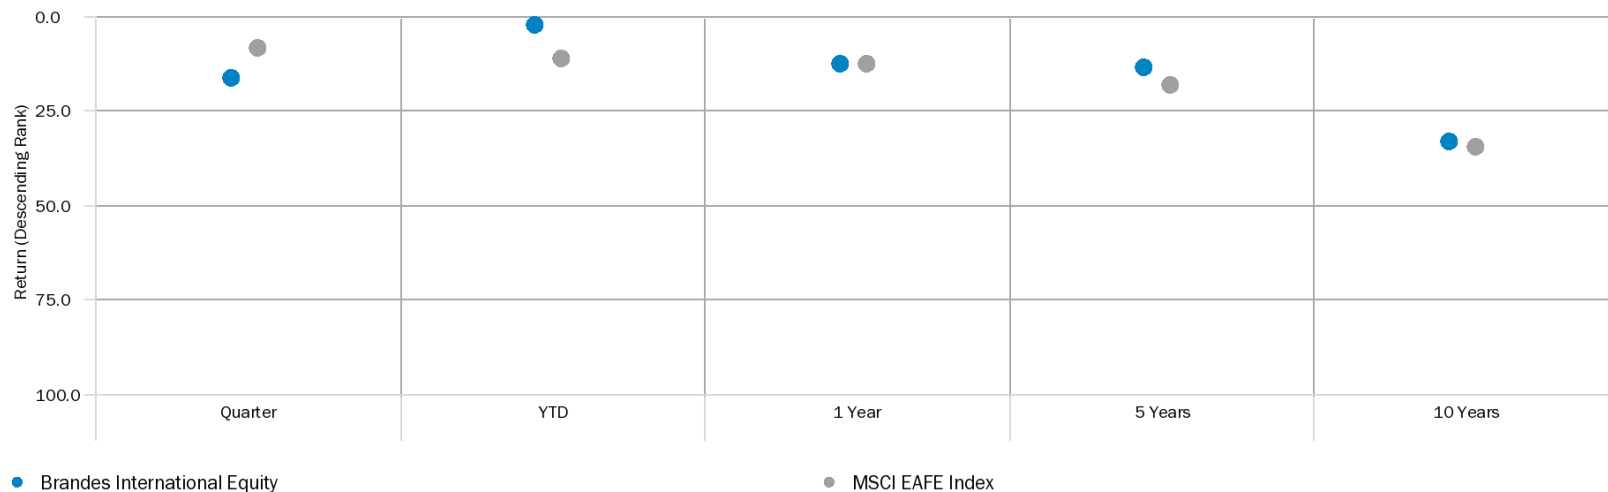 0.0
25.0
50.0
75.0
100.0
Return (Descending Rank)
Quarter YTD 1 Year 5 Years 10 Years
Brandes International Equity MSCI EAFE Index